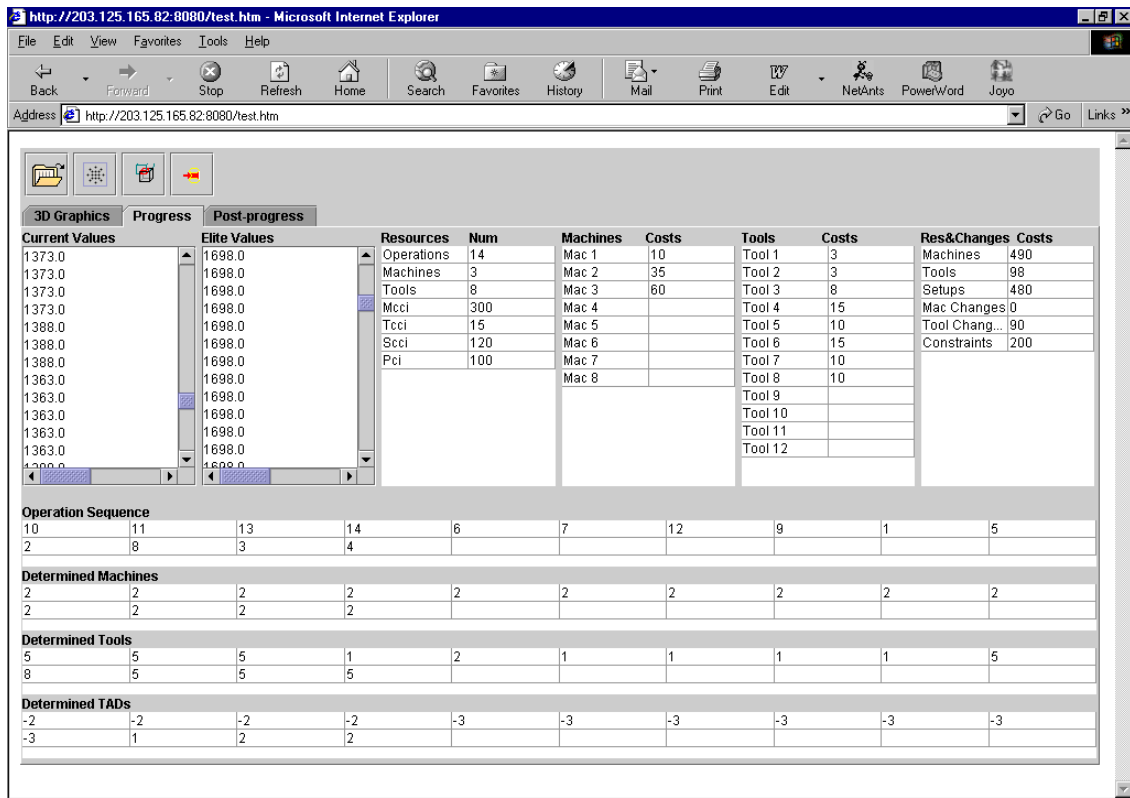 http://203.125.165.82:8080/test.htm - Microsoft Internet Explorer
File Edit View Favorites Tools Help
Back Forward Stop Refresh Home Search Favorites History Mail Print Edit NetAnts PowerWord Joyo
Address http://203.125.165.82:8080/test.htm Go Links »
3D Graphics Progress Post-progress
Current Values Elite Values Resources Num Machines Costs Tools Costs Res&Changes Costs
1373.0 1698.0 Operations 14 Mac 1 10 Tool 1 3 Machines 490
1373.0 1698.0 Machines 3 Mac 2 35 Tool 2 3 Tools 98
1373.0 1698.0 Tools 8 Mac 3 60 Tool 3 8 Setups 480
1373.0 1698.0 Mcci 300 Mac 4 Tool 4 15 Mac Changes 0
1388.0 1698.0 Tcci 15 Mac 5 Tool 5 10 Tool Chang... 90
1388.0 1698.0 Scci 120 Mac 6 Tool 6 15 Constraints 200
1388.0 1698.0 Pci 100 Mac 7 Tool 7 10
1363.0 1698.0 Mac 8 Tool 8 10
1363.0 1698.0 Tool 9
1363.0 1698.0 Tool 10
1363.0 1698.0 Tool 11
1363.0 1698.0 Tool 12
Operation Sequence
10 11 13 14 6 7 12 9 1 5
2 8 3 4
Determined Machines
2 2 2 2 2 2 2 2 2 2
2 2 2 2
Determined Tools
5 5 5 1 2 1 1 1 1 5
8 5 5 5
Determined TADs
-2 -2 -2 -2 -3 -3 -3 -3 -3 -3
-3 1 2 2